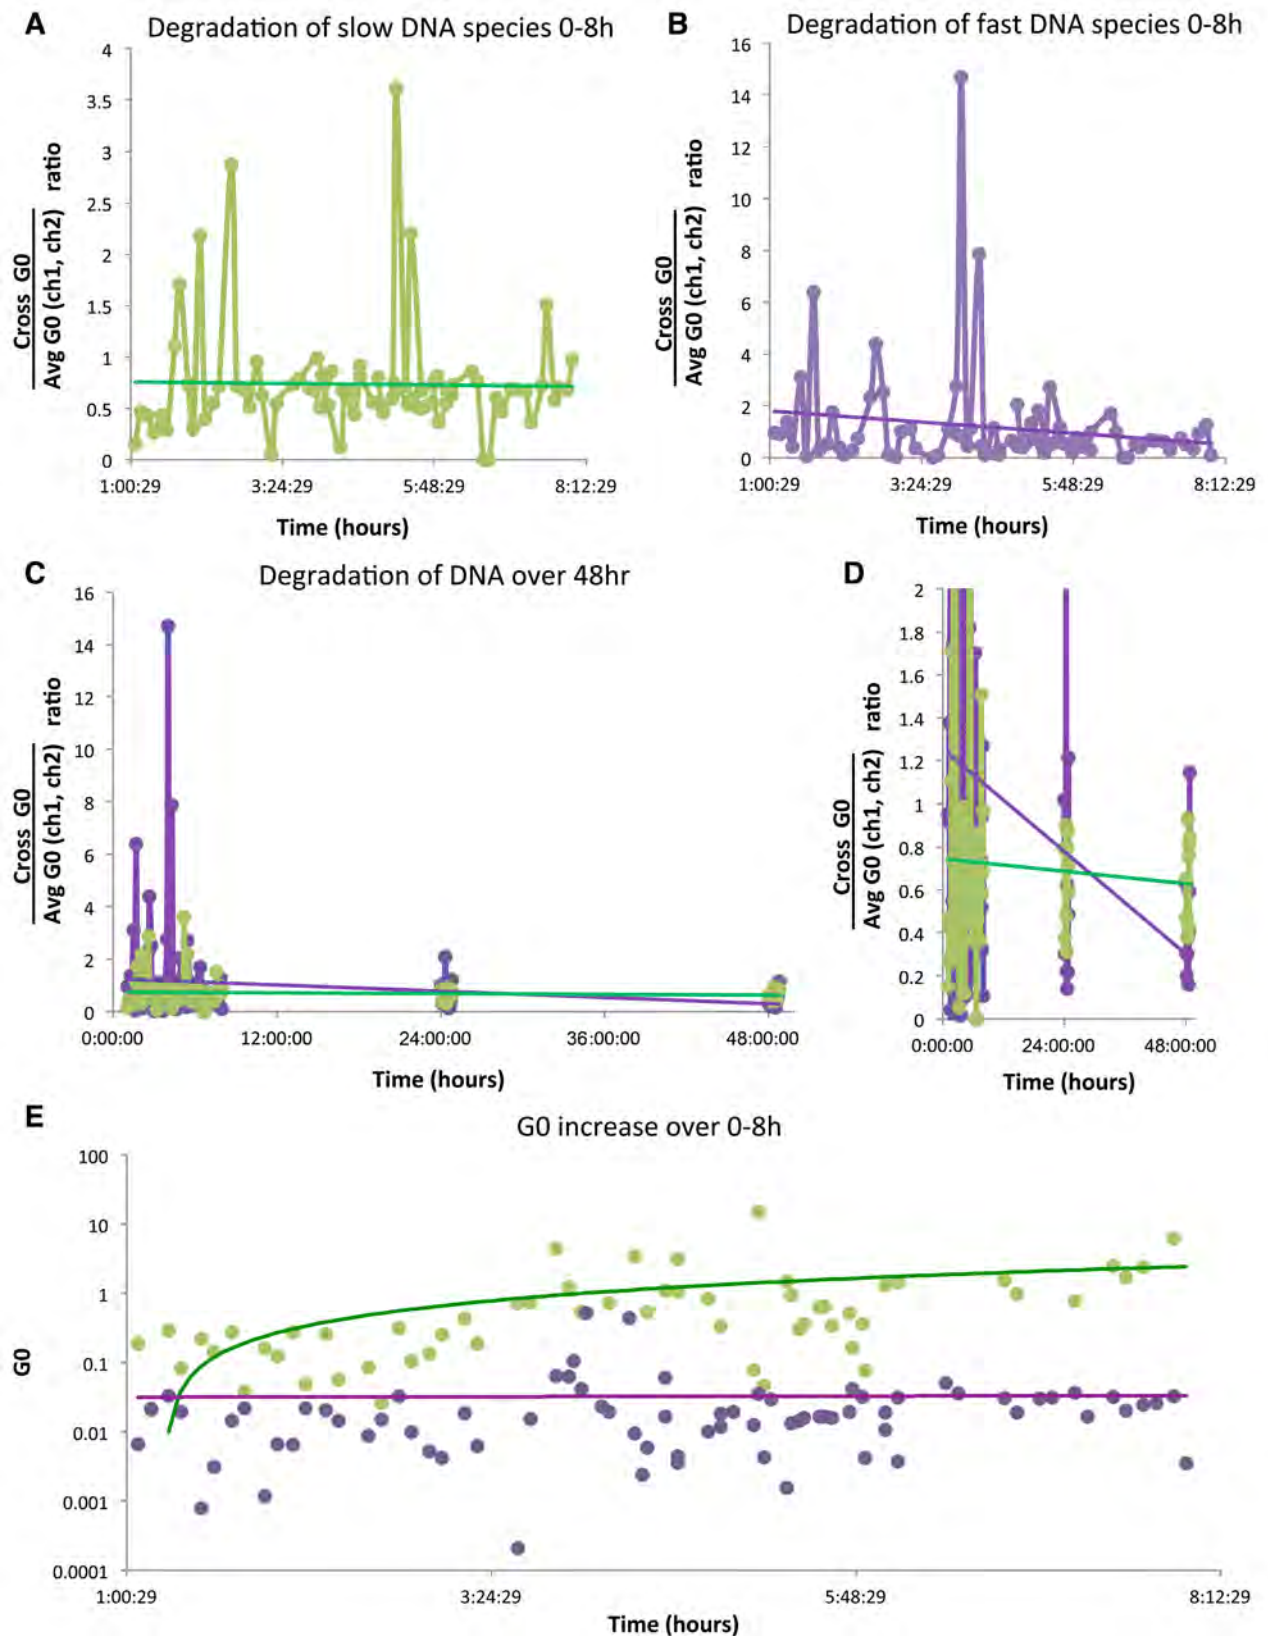 A
Degradation of slow DNA species 0-8h
4
3.5
3
2.5
2
1.5
1
0.5
0
Cross G0
Avg G0 (ch1, ch2)
ratio
1:00:29 3:24:29 5:48:29 8:12:29
Time (hours)
B
Degradation of fast DNA species 0-8h
16
14
12
10
8
6
4
2
0
Cross G0
Avg G0 (ch1, ch2)
ratio
1:00:29 3:24:29 5:48:29 8:12:29
Time (hours)
C
Degradation of DNA over 48hr
16
14
12
10
8
6
4
2
0
Cross G0
Avg G0 (ch1, ch2)
ratio
0:00:00 12:00:00 24:00:00 36:00:00 48:00:00
Time (hours)
D
2
1.8
1.6
1.4
1.2
1
0.8
0.6
0.4
0.2
0
Cross G0
Avg G0 (ch1, ch2)
ratio
0:00:00 24:00:00 48:00:00
Time (hours)
E
G0 increase over 0-8h
100
10
1
0.1
0.01
0.001
0.0001
G0
1:00:29 3:24:29 5:48:29 8:12:29
Time (hours)